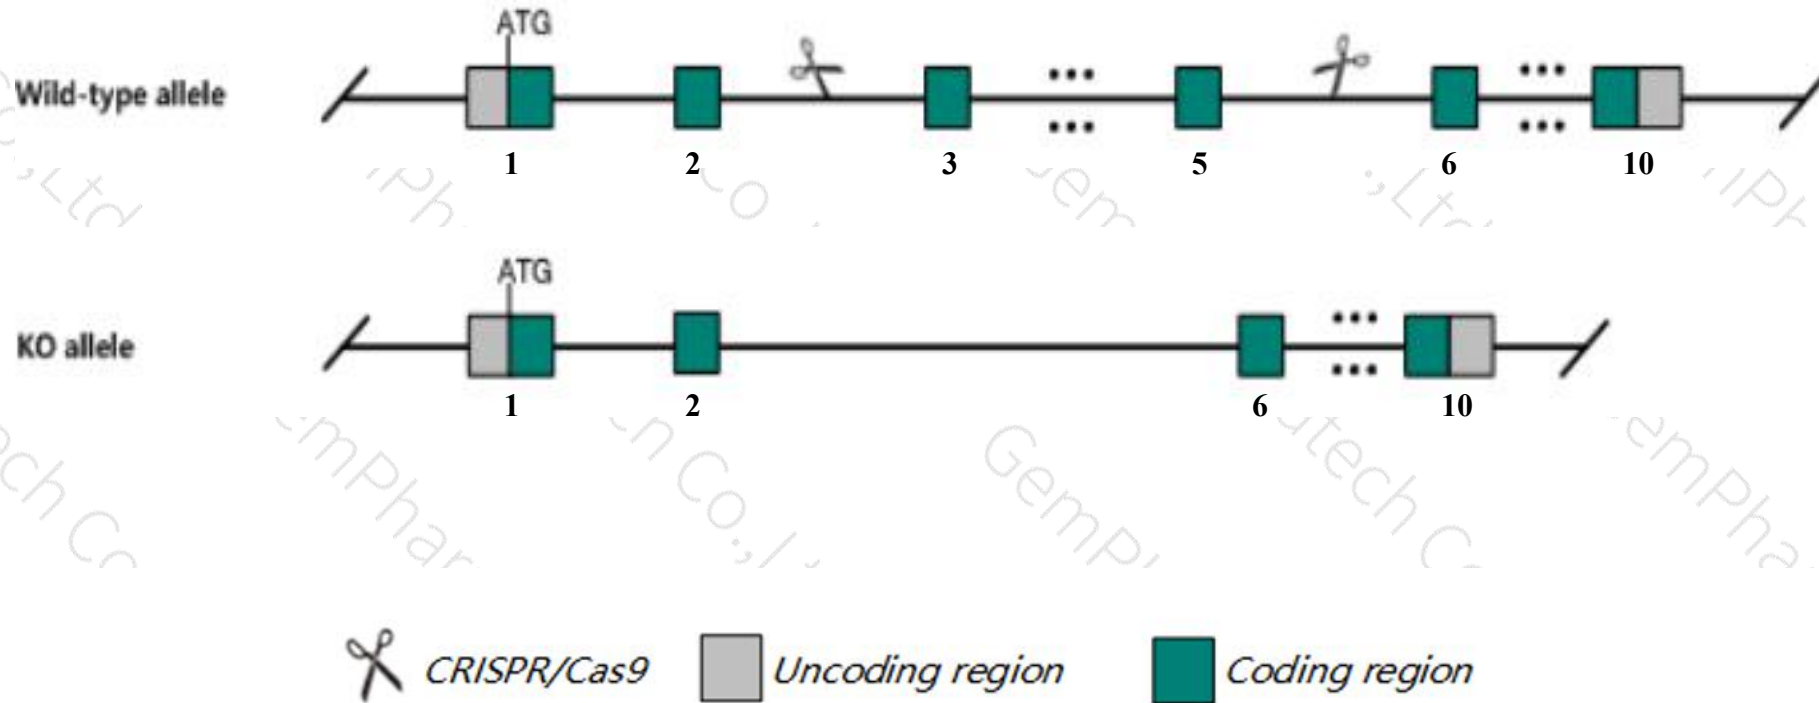 ATG
Wild-type allele
1 2 3 5 6 10
ATG
KO allele
1 2 6 10
CRISPR/Cas9 Uncoding region Coding region